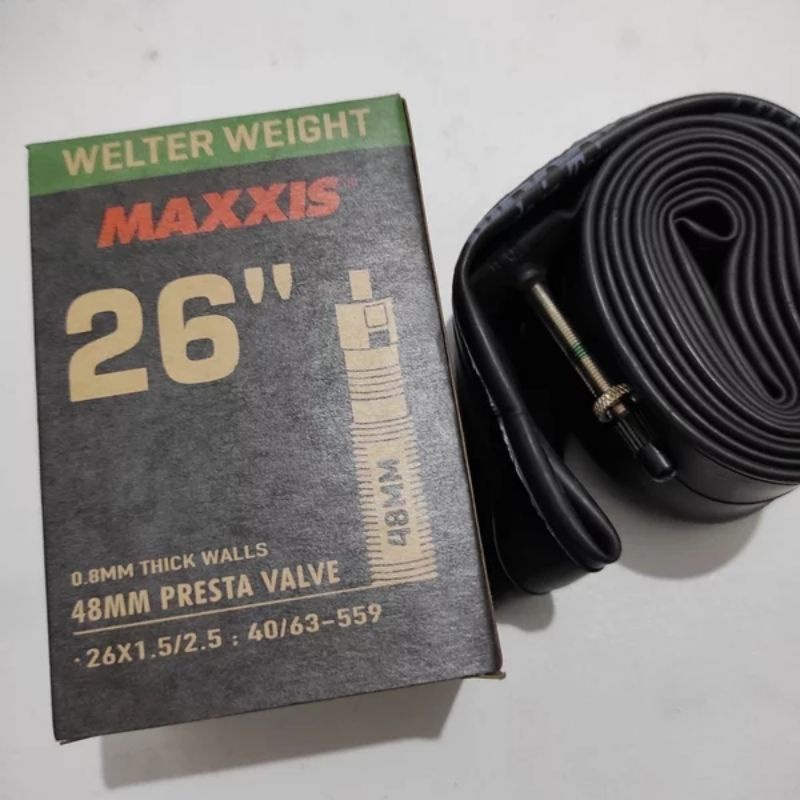 WELTER WEIGHT
MAXXIS
26"
48MM
0.8MM THICK WALLS
48MM PRESTA VALVE
·26X1.5/2.5 : 40/63-559